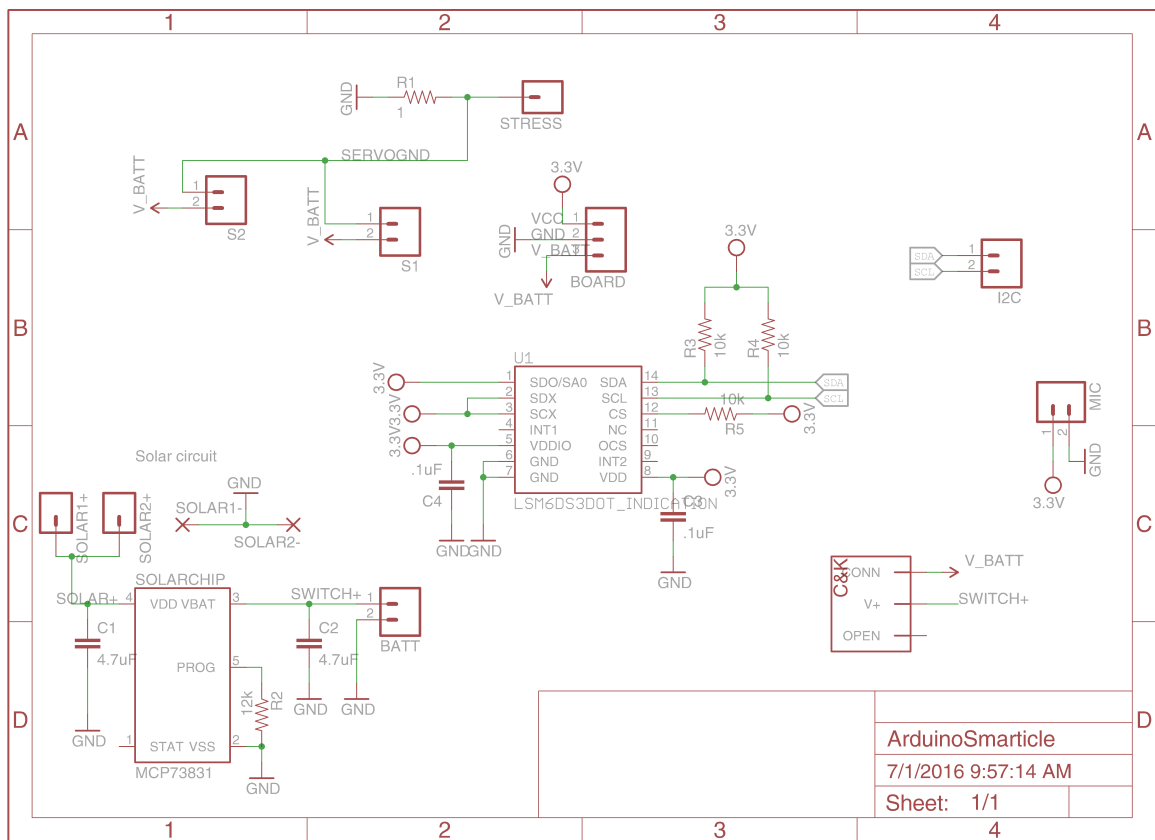 1 2 3 4
A A
B B
C C
D D
1 2 3 4
GND
R1
1
STRESS
SERVOGND
V_BATT
1
2
S2
V_BATT
1
2
S1
3.3V
VCC 1
GND 2
V_BATT 3
GND
V_BATT
BOARD
3.3V
R3
10k
R4
10k
SDA 1
SCL 2
I2C
U1
3.3V
3.3V
3.3V
1 SDO/SA0 SDA 14
2 SDX SCL 13
3 SCX CS 12
4 INT1 NC 11
5 VDDIO OCS 10
6 GND INT2 9
7 GND VDD 8
SDA
SCL
10k
R5
3.3V
LSM6DS3DOT_INDICATION
.1uF
C4
GND
GND
3.3V
C3
.1uF
GND
MIC
1
2
GND
3.3V
Solar circuit
GND
SOLAR1-
SOLAR2-
SOLAR1+
SOLAR2+
SOLARCHIP
SOLAR+
4 VDD VBAT 3
PROG 5
1 STAT VSS 2
MCP73831
C1
4.7uF
GND
12k
R2
GND
SWITCH+
C2
4.7uF
GND
1
2
BATT
GND
C&K
CONN
V+
OPEN
V_BATT
SWITCH+
ArduinoSmarticle
7/1/2016 9:57:14 AM
Sheet: 1/1